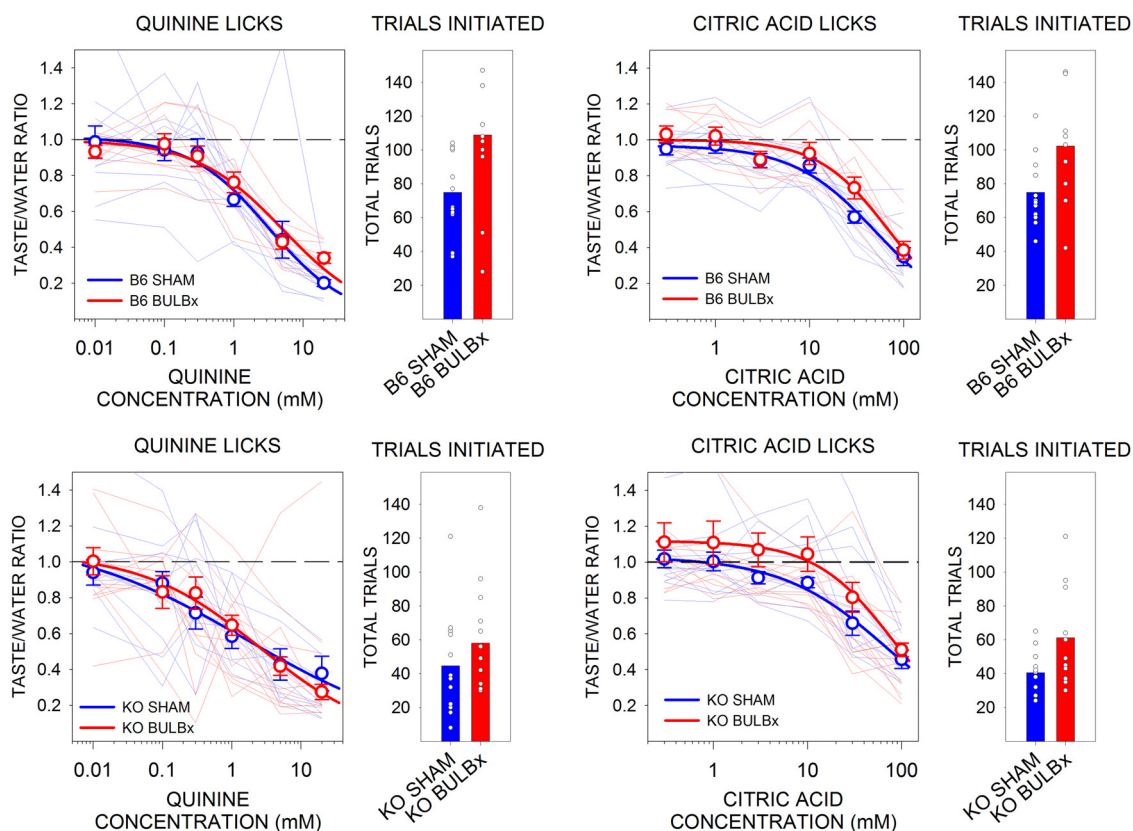 QUININE LICKS
TRIALS INITIATED
CITRIC ACID LICKS
TRIALS INITIATED
TASTE/WATER RATIO
1.4
1.2
1.0
0.8
0.6
0.4
0.2
B6 SHAM
B6 BULBx
0.01
0.1
1
10
QUININE
CONCENTRATION (mM)
TOTAL TRIALS
140
120
100
80
60
40
20
B6 SHAM
B6 BULBx
TASTE/WATER RATIO
1.4
1.2
1.0
0.8
0.6
0.4
0.2
B6 SHAM
B6 BULBx
1
10
100
CITRIC ACID
CONCENTRATION (mM)
TOTAL TRIALS
140
120
100
80
60
40
20
B6 SHAM
B6 BULBx
QUININE LICKS
TRIALS INITIATED
CITRIC ACID LICKS
TRIALS INITIATED
TASTE/WATER RATIO
1.4
1.2
1.0
0.8
0.6
0.4
0.2
KO SHAM
KO BULBx
0.01
0.1
1
10
QUININE
CONCENTRATION (mM)
TOTAL TRIALS
140
120
100
80
60
40
20
KO SHAM
KO BULBx
TASTE/WATER RATIO
1.4
1.2
1.0
0.8
0.6
0.4
0.2
KO SHAM
KO BULBx
1
10
100
CITRIC ACID
CONCENTRATION (mM)
TOTAL TRIALS
140
120
100
80
60
40
20
KO SHAM
KO BULBx